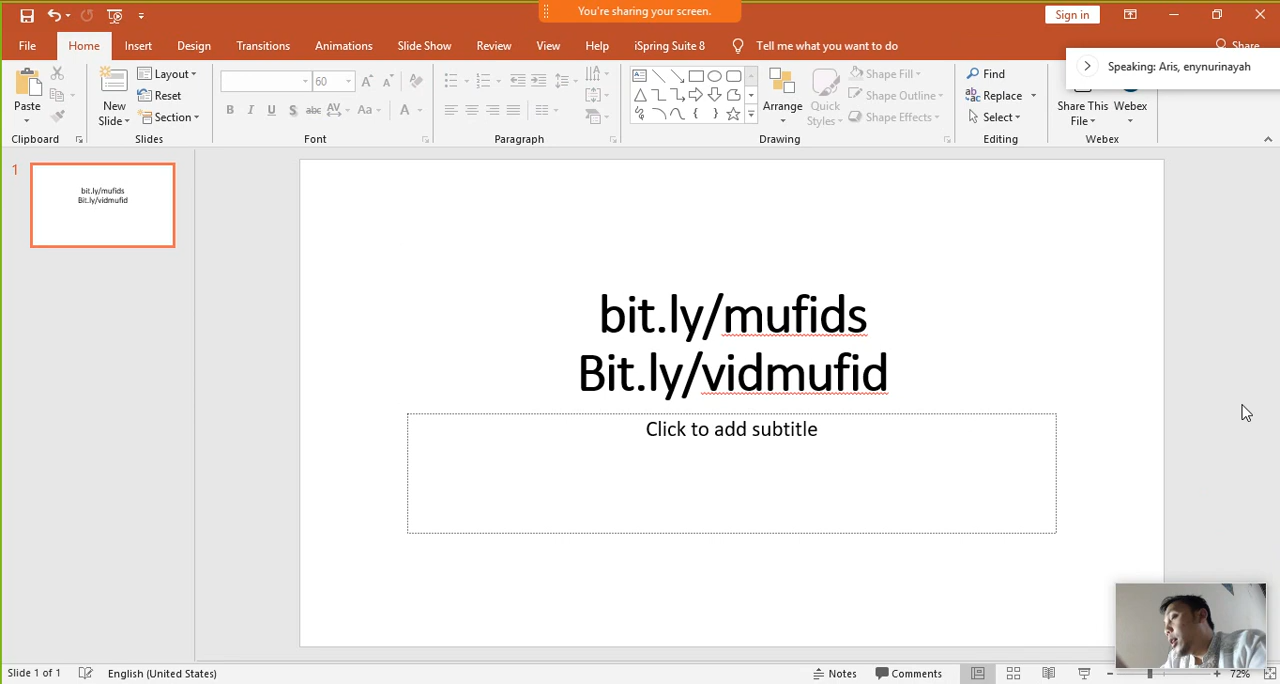 You're sharing your screen.
Sign in
File Home Insert Design Transitions Animations Slide Show Review View Help iSpring Suite 8 Tell me what you want to do Share
Speaking: Aris, enynurinayah
Paste
Clipboard
New Slide
Layout
Reset
Section
Slides
60
B I U S abc AV Aa A
Font
Paragraph
Arrange
Quick Styles
Shape Fill
Shape Outline
Shape Effects
Drawing
Find
Replace
Select
Editing
Share This File
Webex
Webex
1
bit.ly/mufids
Bit.ly/vidmufid
bit.ly/mufids
Bit.ly/vidmufid
Click to add subtitle
Slide 1 of 1
English (United States)
Notes
Comments
72%